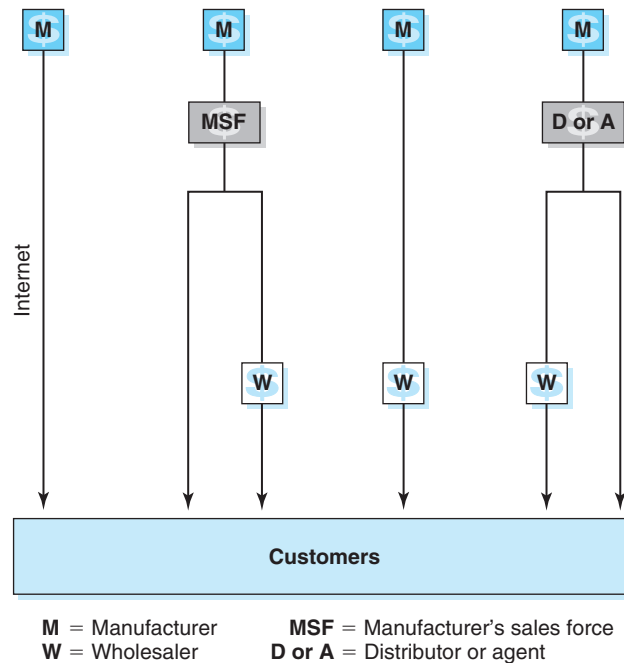 M M M M
MSF D or A
Internet
W W W
Customers
M = Manufacturer MSF = Manufacturer's sales force
W = Wholesaler D or A = Distributor or agent